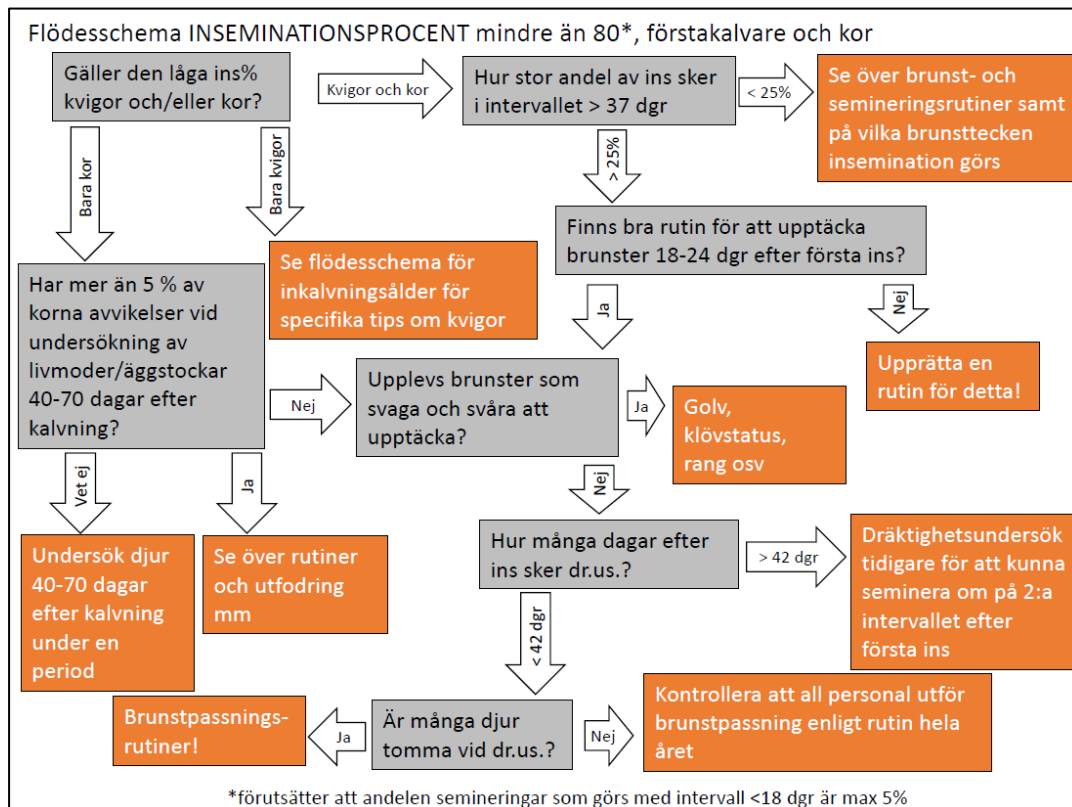 Flödesschema INSEMINATIONSPROCENT mindre än 80*, förstakalvare och kor
Gäller den låga ins%
kvigor och/eller kor?
Kvigor och kor
Hur stor andel av ins sker
i intervallet > 37 dgr
< 25%
Se över brunst- och
semineringsrutiner samt
på vilka brunsttecken
insemination görs
Bara kor
Bara kvigor
> 25%
Finns bra rutin för att upptäcka
brunster 18-24 dgr efter första ins?
Har mer än 5 % av
korna avvikelser vid
undersökning av
livmoder/äggstockar
40-70 dagar efter
kalvning?
Se flödesschema för
inkalvningsålder för
specifika tips om kvigor
Ja
Nej
Upprätta en
rutin för detta!
Nej
Upplevs brunster som
svaga och svåra att
upptäcka?
Ja
Golv,
klövstatus,
rang osv
Vet ej
Ja
Nej
Undersök djur
40-70 dagar
efter kalvning
under en
period
Se över rutiner
och utfodring
mm
Hur många dagar efter
ins sker dr.us.?
> 42 dgr
Dräktighetsundersök
tidigare för att kunna
seminera om på 2:a
intervallet efter
första ins
< 42 dgr
Brunstpassnings-
rutiner!
Ja
Är många djur
tomma vid dr.us.?
Nej
Kontrollera att all personal utför
brunstpassning enligt rutin hela
året
*förutsätter att andelen semineringar som görs med intervall <18 dgr är max 5%